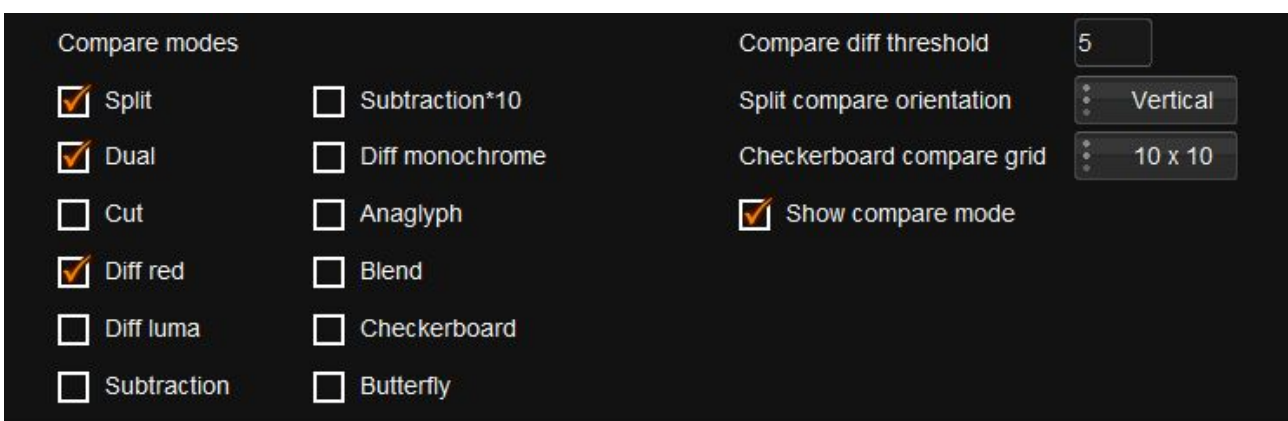 Compare modes
Compare diff threshold 5
Split
Subtraction*10
Split compare orientation Vertical
Dual
Diff monochrome
Checkerboard compare grid 10 x 10
Cut
Anaglyph
Show compare mode
Diff red
Blend
Diff luma
Checkerboard
Subtraction
Butterfly